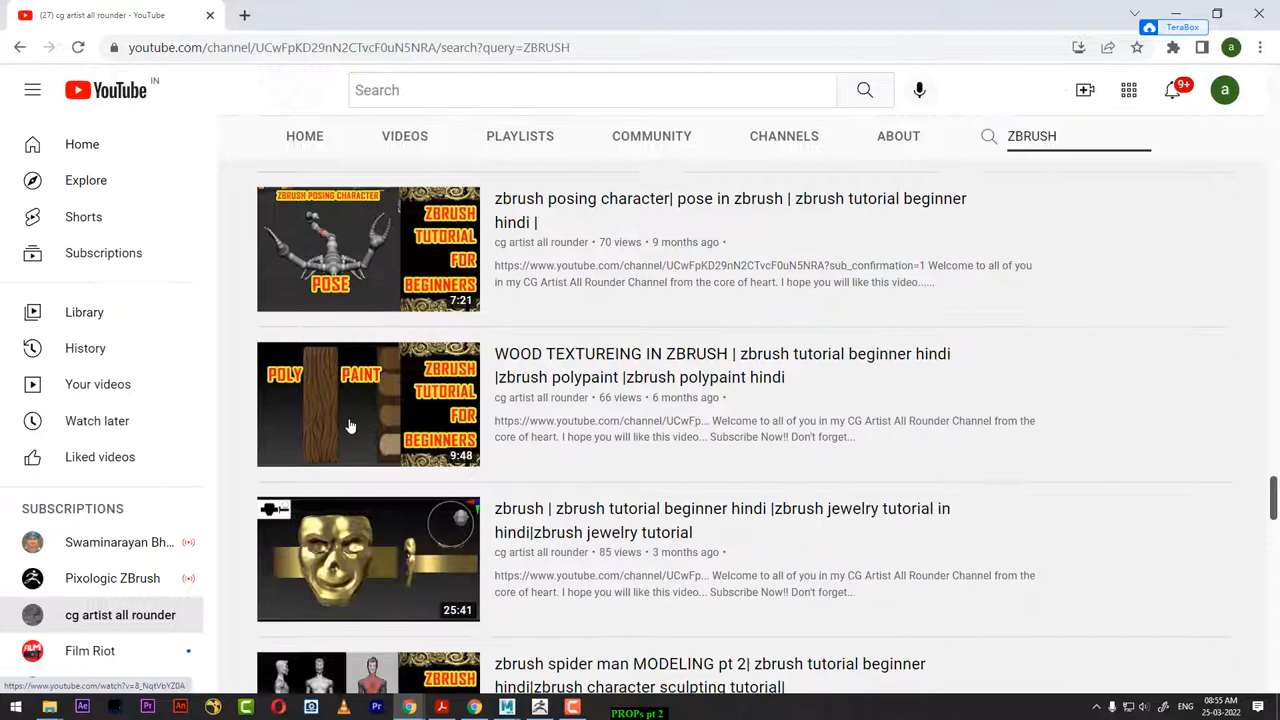 (27) cg artist all rounder - YouTube
TeraBox
youtube.com/channel/UCwFpKD29nN2CTvcF0uN5NRA/search?query=ZBRUSH
a
YouTube IN
Search
9+
a
HOME VIDEOS PLAYLISTS COMMUNITY CHANNELS ABOUT ZBRUSH
Home
Explore
Shorts
Subscriptions
Library
History
Your videos
Watch later
Liked videos
SUBSCRIPTIONS
Swaminarayan Bh...
Pixologic ZBrush
cg artist all rounder
Film Riot
ZBRUSH POSING CHARACTER
POSE
ZBRUSH
TUTORIAL
FOR
BEGINNERS
7:21
zbrush posing character| pose in zbrush | zbrush tutorial beginner
hindi |
cg artist all rounder • 70 views • 9 months ago •
https://www.youtube.com/channel/UCwFpKD29nN2CTvcF0uN5NRA?sub_confirmation=1 Welcome to all of you
in my CG Artist All Rounder Channel from the core of heart. I hope you will like this video......
POLY PAINT
ZBRUSH
TUTORIAL
FOR
BEGINNERS
9:48
WOOD TEXTUREING IN ZBRUSH | zbrush tutorial beginner hindi
|zbrush polypaint |zbrush polypaint hindi
cg artist all rounder • 66 views • 6 months ago •
https://www.youtube.com/channel/UCwFp... Welcome to all of you in my CG Artist All Rounder Channel from the
core of heart. I hope you will like this video... Subscribe Now!! Don't forget...
25:41
zbrush | zbrush tutorial beginner hindi |zbrush jewelry tutorial in
hindi|zbrush jewelry tutorial
cg artist all rounder • 85 views • 3 months ago •
https://www.youtube.com/channel/UCwFp... Welcome to all of you in my CG Artist All Rounder Channel from the
core of heart. I hope you will like this video... Subscribe Now!! Don't forget...
ZBRUSH
zbrush spider man MODELING pt 2| zbrush tutorial beginner
hindi|zbrush character sculpting tutorial|
https://www.youtube.com/watch?v=8_NqtVbYZ0A
Ae Pr An Ps
PROPs pt 2
ENG
08:55 AM
25-03-2022